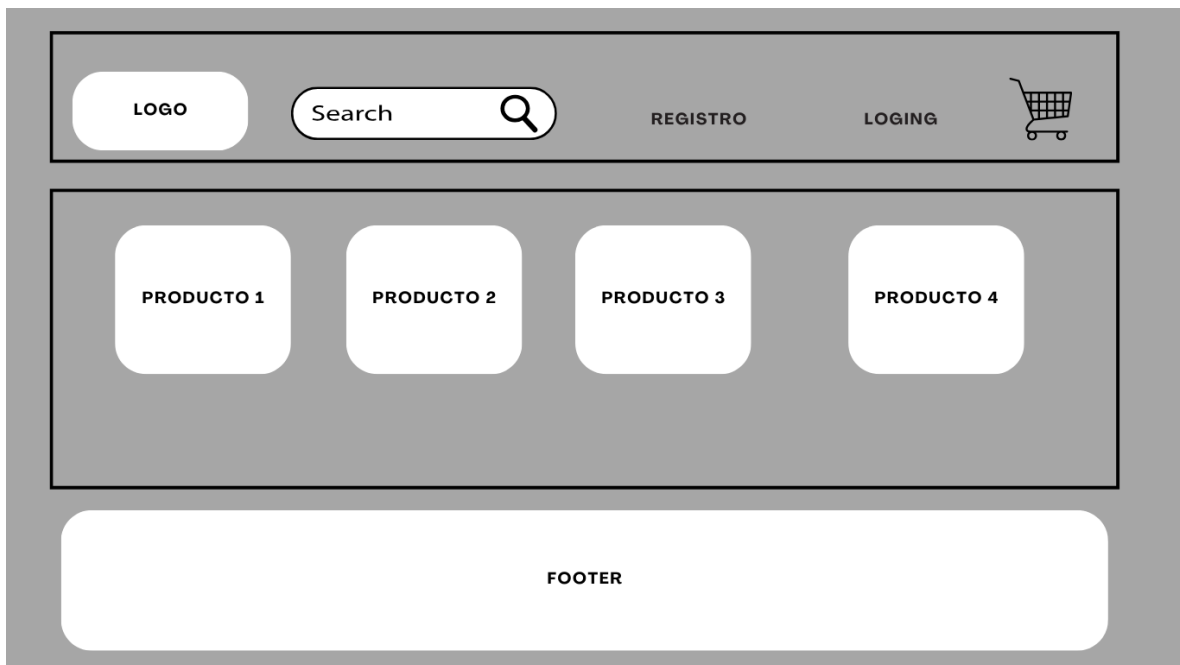 LOGO
Search
REGISTRO
LOGING
PRODUCTO 1
PRODUCTO 2
PRODUCTO 3
PRODUCTO 4
FOOTER